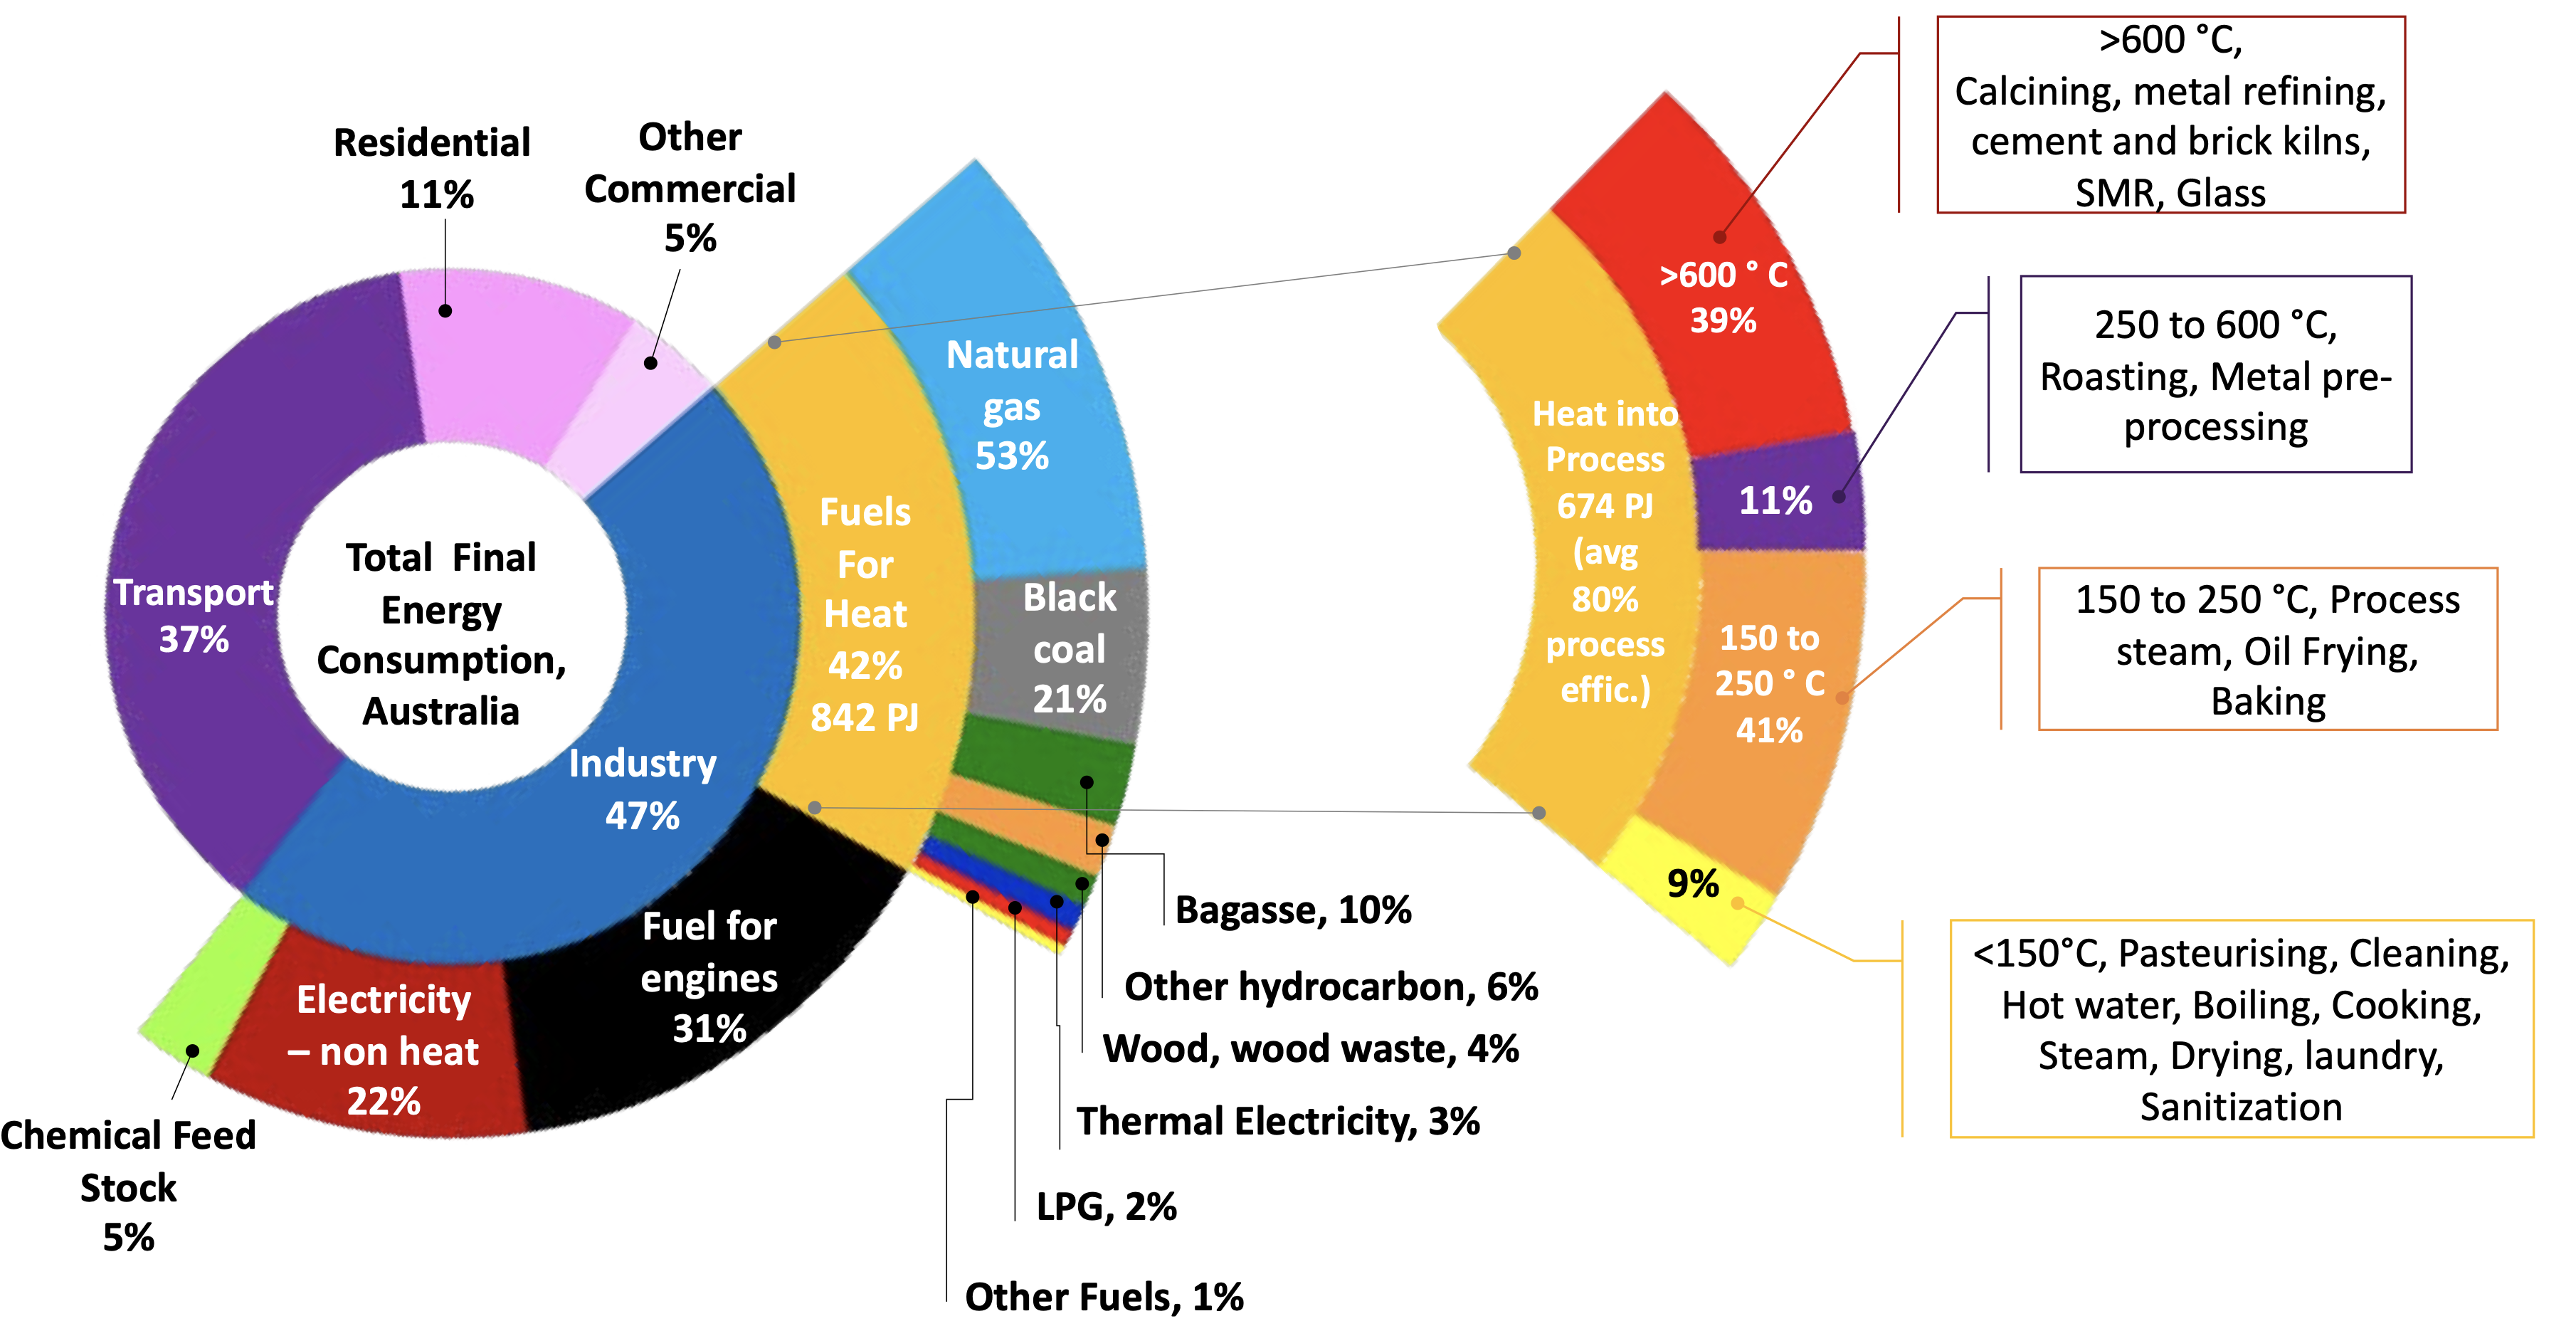 Residential
11%
Other
Commercial
5%
Transport
37%
Total Final
Energy
Consumption,
Australia
Industry
47%
Fuels
For
Heat
42%
842 PJ
Natural
gas
53%
Black
coal
21%
Fuel for
engines
31%
Electricity
– non heat
22%
Chemical Feed
Stock
5%
Bagasse, 10%
Other hydrocarbon, 6%
Wood, wood waste, 4%
Thermal Electricity, 3%
LPG, 2%
Other Fuels, 1%
Heat into
Process
674 PJ
(avg
80%
process
effic.)
>600 ° C
39%
11%
150 to
250 ° C
41%
9%
>600 °C,
Calcining, metal refining,
cement and brick kilns,
SMR, Glass
250 to 600 °C,
Roasting, Metal pre-
processing
150 to 250 °C, Process
steam, Oil Frying,
Baking
<150°C, Pasteurising, Cleaning,
Hot water, Boiling, Cooking,
Steam, Drying, laundry,
Sanitization